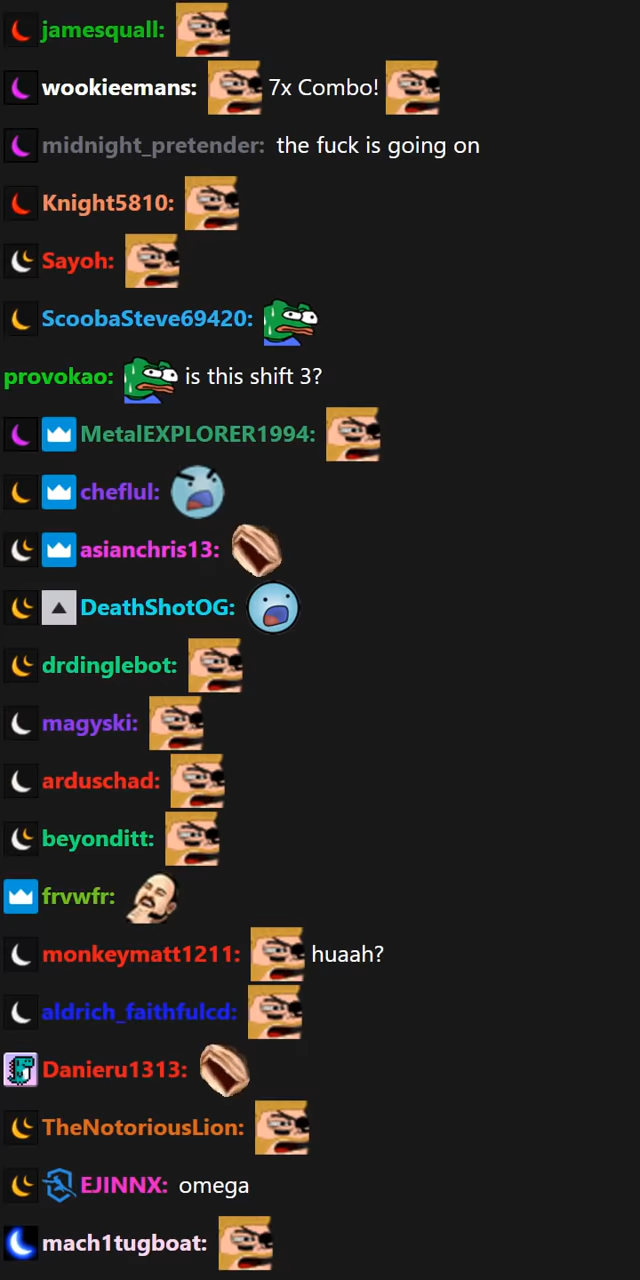 jamesquall:
wookieemans: 7x Combo!
midnight_pretender: the fuck is going on
Knight5810:
Sayoh:
ScoobaSteve69420:
provokao: is this shift 3?
MetalEXPLORER1994:
cheflul:
asianchris13:
DeathShotOG:
drdinglebot:
magyski:
arduschad:
beyonditt:
frvwfr:
monkeymatt1211: huaah?
aldrich_faithfulcd:
Danieru1313:
TheNotoriousLion:
EJINNX: omega
mach1tugboat: